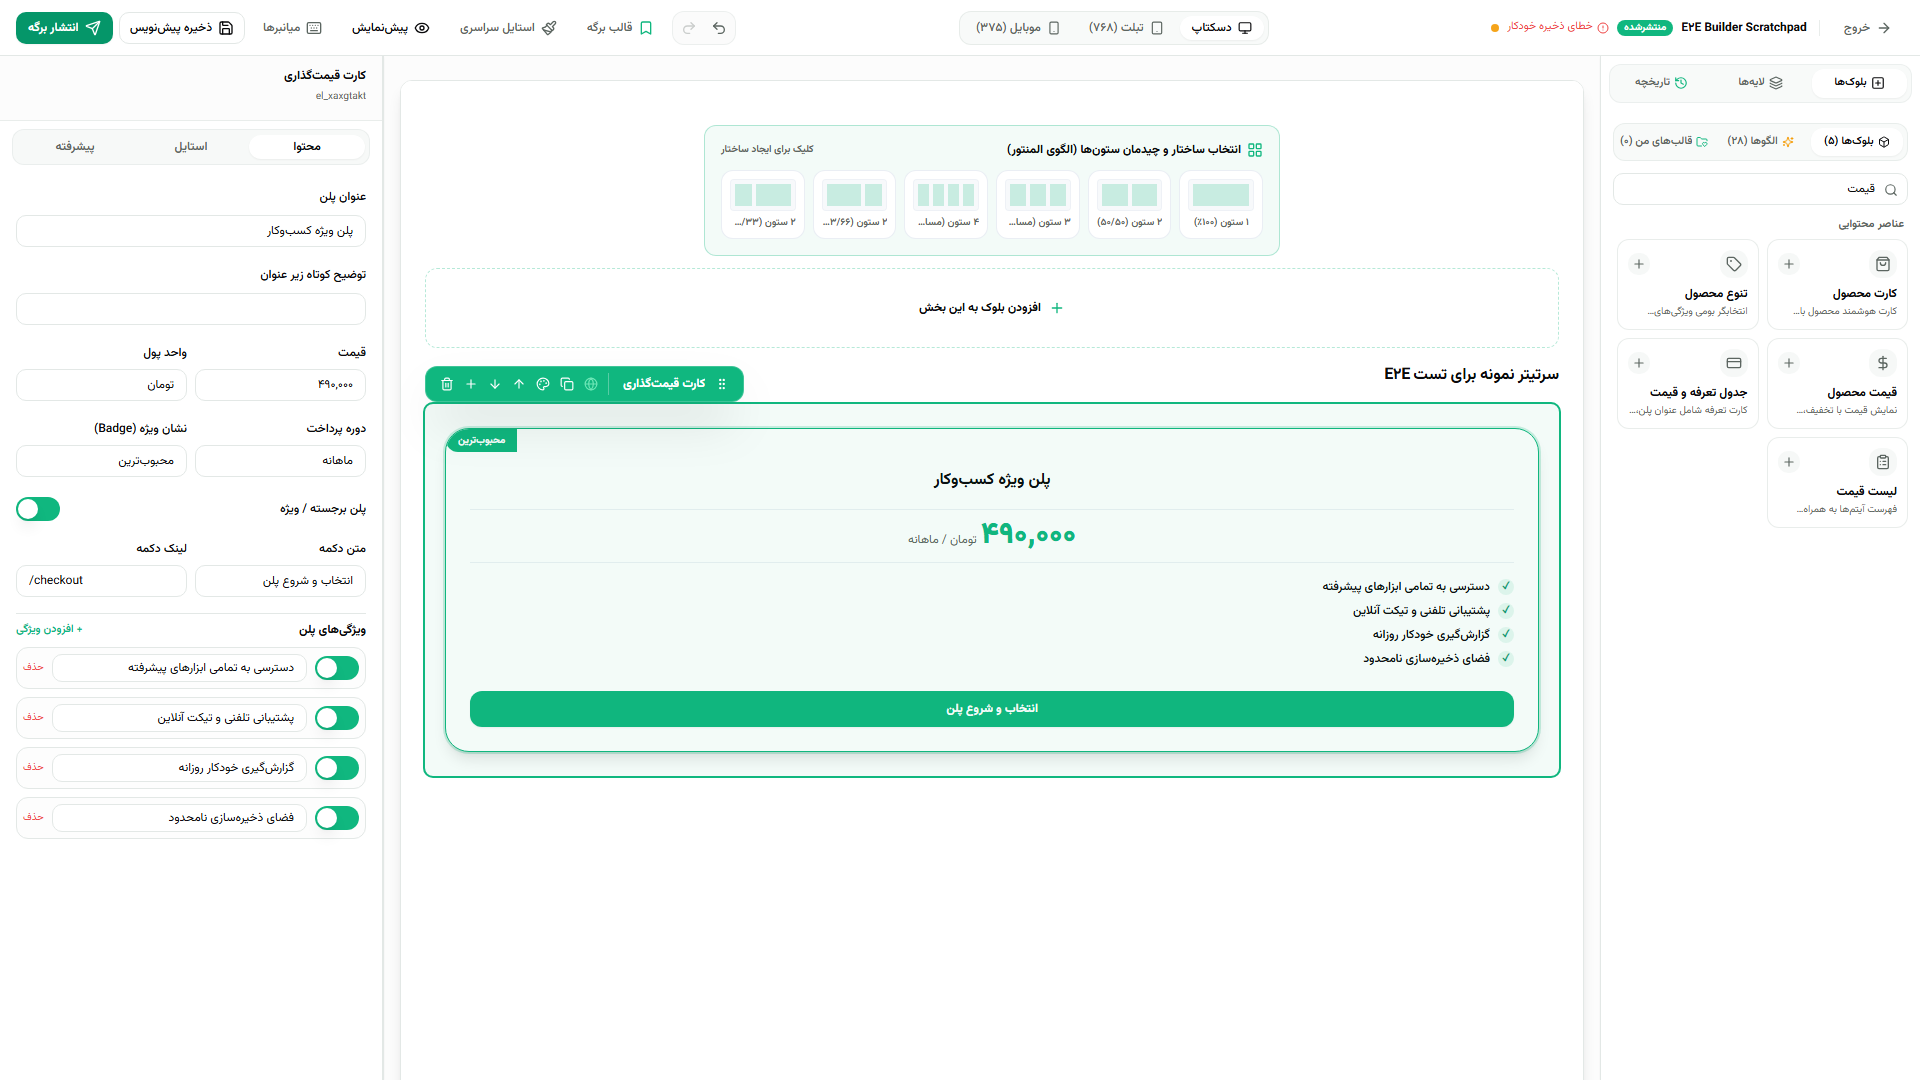 خروج
E2E Builder Scratchpad
منتشرشده
خطای ذخیره خودکار
دسکتاپ
تبلت (۷۶۸)
موبایل (۳۷۵)
قالب برگه
استایل سراسری
پیش‌نمایش
میانبرها
ذخیره پیش‌نویس
انتشار برگه
بلوک‌ها
لایه‌ها
تاریخچه
بلوک‌ها (۵)
الگوها (۲۸)
قالب‌های من (۰)
قیمت
عناصر محتوایی
کارت محصول
کارت هوشمند محصول با...
تنوع محصول
انتخابگر بومی ویژگی‌های...
قیمت محصول
نمایش قیمت با تخفیف،...
جدول تعرفه و قیمت
کارت تعرفه شامل عنوان پلن،...
لیست قیمت
فهرست آیتم‌ها به همراه...
انتخاب ساختار و چیدمان ستون‌ها (الگوی المنتور)
کلیک برای ایجاد ساختار
۱ ستون (۱۰۰٪)
۲ ستون (۵۰/۵۰)
۳ ستون (مسا...
۴ ستون (مسا...
۲ ستون (۳/۶۶...
۲ ستون (۳۳/...
افزودن بلوک به این بخش
سرتیتر نمونه برای تست E2E
کارت قیمت‌گذاری
محبوب‌ترین
پلن ویژه کسب‌وکار
۴۹۰,۰۰۰ تومان / ماهانه
✓ دسترسی به تمامی ابزارهای پیشرفته
✓ پشتیبانی تلفنی و تیکت آنلاین
✓ گزارش‌گیری خودکار روزانه
✓ فضای ذخیره‌سازی نامحدود
انتخاب و شروع پلن
کارت قیمت‌گذاری
el_xaxgtakt
محتوا
استایل
پیشرفته
عنوان پلن
پلن ویژه کسب‌وکار
توضیح کوتاه زیر عنوان
قیمت
واحد پول
۴۹۰,۰۰۰
تومان
دوره پرداخت
نشان ویژه (Badge)
ماهانه
محبوب‌ترین
پلن برجسته / ویژه
متن دکمه
لینک دکمه
انتخاب و شروع پلن
/checkout
ویژگی‌های پلن
+ افزودن ویژگی
دسترسی به تمامی ابزارهای پیشرفته
حذف
پشتیبانی تلفنی و تیکت آنلاین
حذف
گزارش‌گیری خودکار روزانه
حذف
فضای ذخیره‌سازی نامحدود
حذف